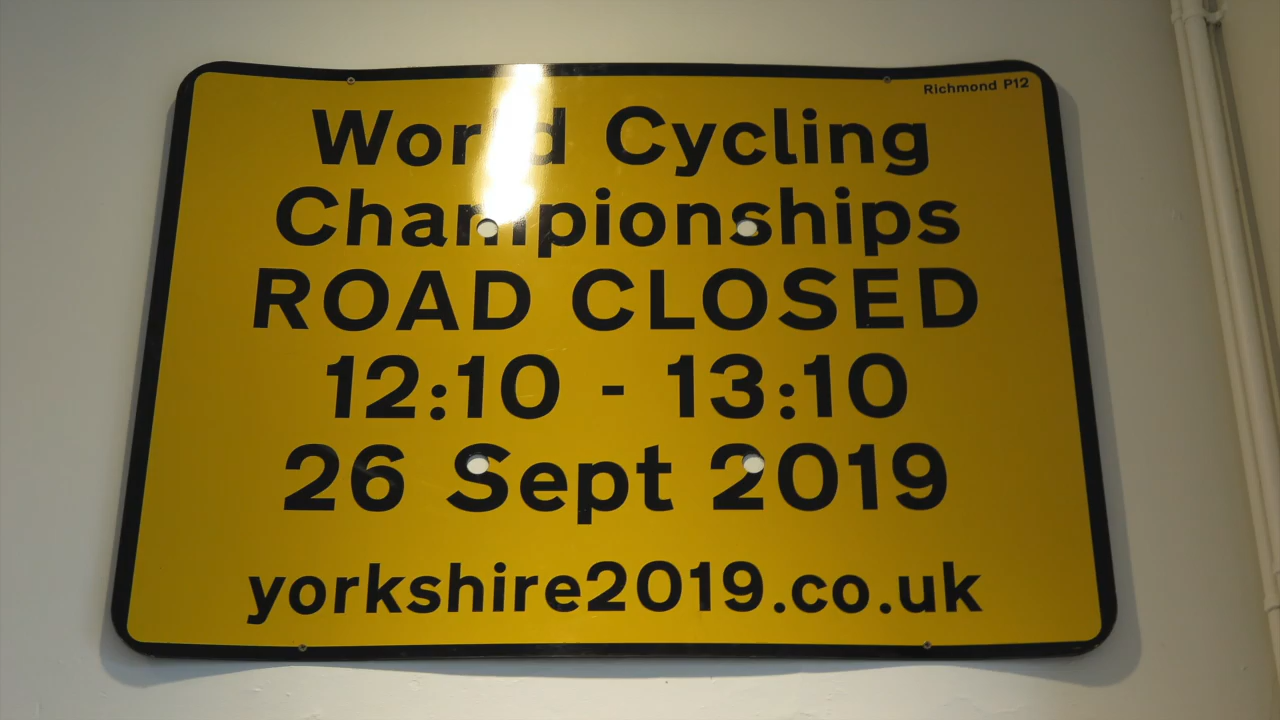 Richmond P12
World Cycling
Championships
ROAD CLOSED
12:10 - 13:10
26 Sept 2019
yorkshire2019.co.uk